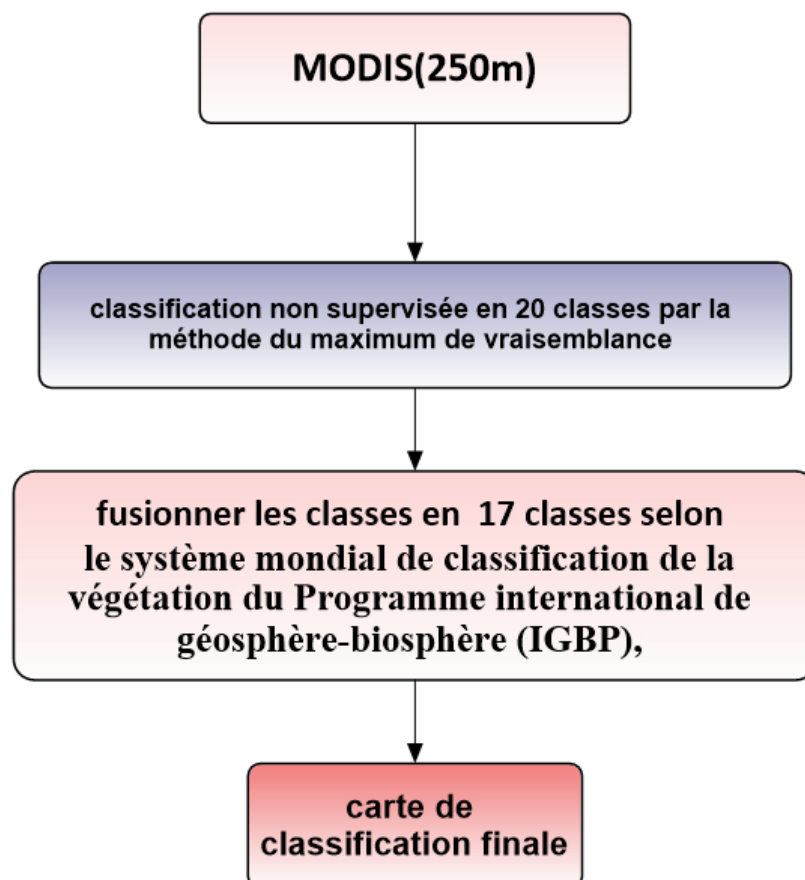 MODIS(250m)
classification non supervisée en 20 classes par la
méthode du maximum de vraisemblance
fusionner les classes en 17 classes selon
le système mondial de classification de la
végétation du Programme international de
géosphère-biosphère (IGBP),
carte de
classification finale